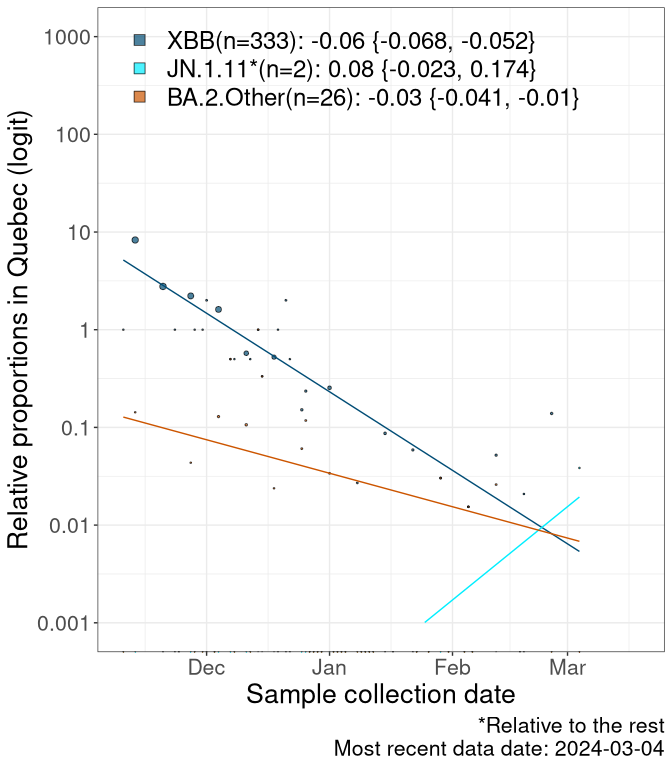 XBB(n=333): -0.06 {-0.068, -0.052}
JN.1.11*(n=2): 0.08 {-0.023, 0.174}
BA.2.Other(n=26): -0.03 {-0.041, -0.01}
Relative proportions in Quebec (logit)
1000
100
10
1
0.1
0.01
0.001
Dec Jan Feb Mar
Sample collection date
*Relative to the rest
Most recent data date: 2024-03-04